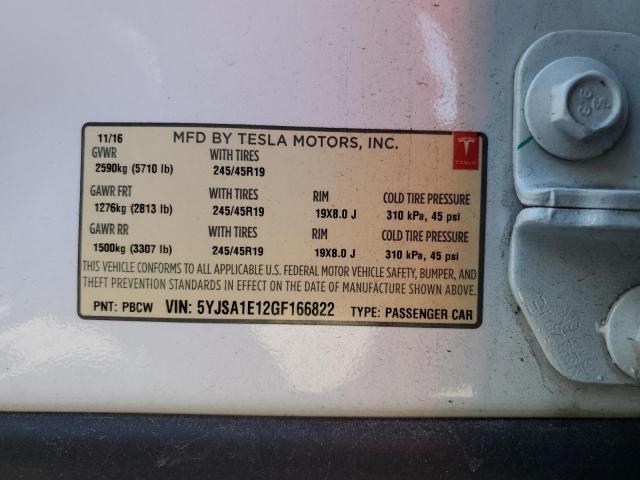 11/16 MFD BY TESLA MOTORS, INC.
GVWR WITH TIRES
2590kg (5710 lb) 245/45R19
TESLA
GAWR FRT WITH TIRES RIM COLD TIRE PRESSURE
1276kg (2813 lb) 245/45R19 19X8.0 J 310 kPa, 45 psi
GAWR RR WITH TIRES RIM COLD TIRE PRESSURE
1500kg (3307 lb) 245/45R19 19X8.0 J 310 kPa, 45 psi
THIS VEHICLE CONFORMS TO ALL APPLICABLE U.S. FEDERAL MOTOR VEHICLE SAFETY, BUMPER, AND
THEFT PREVENTION STANDARDS IN EFFECT ON THE DATE OF MANUFACTURE SHOWN ABOVE.
PNT: PBCW VIN: 5YJSA1E12GF166822 TYPE: PASSENGER CAR